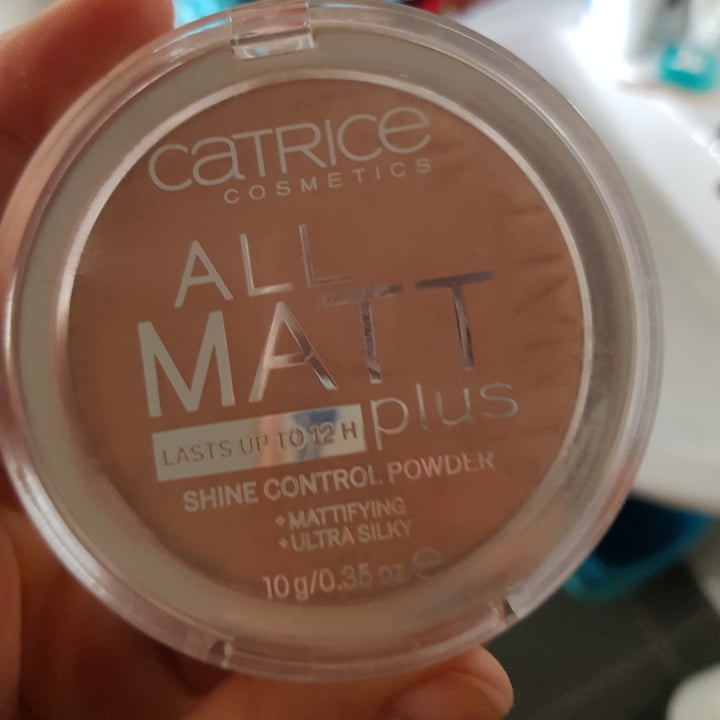 CATRICE
COSMETICS
ALL
MATT
plus
LASTS UP TO 12 H
SHINE CONTROL POWDER
+MATTIFYING
+ULTRA SILKY
10 g/0.35 oz e